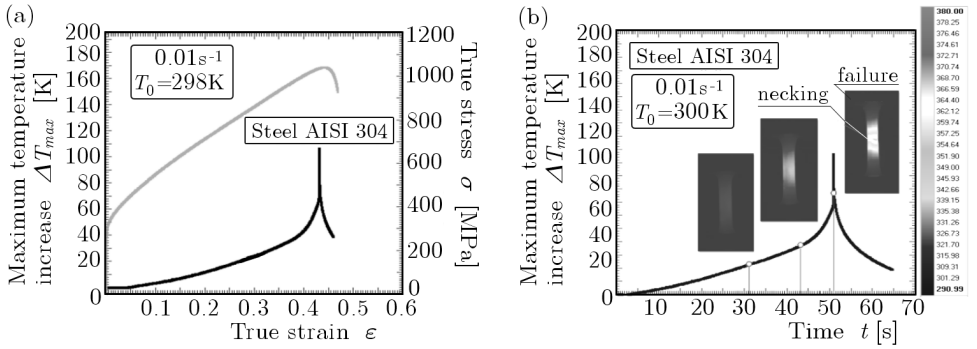 (a)
200
180
160
140
120
100
80
60
40
20
0
Maximum temperature
increase ΔTmax [K]
0.01s⁻¹
T₀=298K
Steel AISI 304
1200
1000
800
600
400
200
0
True stress σ [MPa]
0.1 0.2 0.3 0.4 0.5 0.6
True strain ε
(b)
200
180
160
140
120
100
80
60
40
20
0
Maximum temperature
increase ΔTmax [K]
Steel AISI 304
0.01s⁻¹
T₀=300K
failure
necking
10 20 30 40 50 60 70
Time t[s]
380.00
378.25
376.51
374.61
372.71
370.74
368.70
366.59
364.40
362.12
359.74
357.25
354.64
351.90
349.01
345.93
342.66
339.15
335.37
331.25
326.73
321.70
315.98
309.35
301.29
290.99